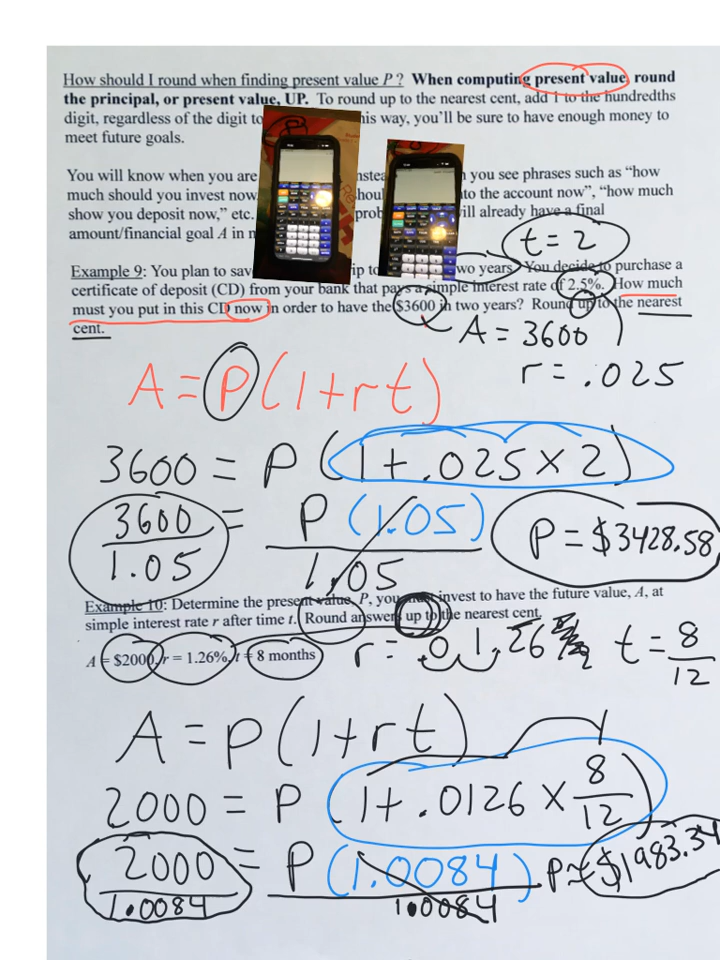 How should I round when finding present value P? When computing present value, round
the principal, or present value, UP. To round up to the nearest cent, add 1 to the hundredths
digit, regardless of the digit to his way, you'll be sure to have enough money to
meet future goals.
You will know when you are you see phrases such as "how
much should you invest now to the account now", "how much
show you deposit now," etc. ill already have a final
amount/financial goal A in
t = 2
Example 9: You plan to sav ip to two years. You decide to purchase a
certificate of deposit (CD) from your bank that pays a simple interest rate of 2.5%. How much
must you put in this CD now in order to have the $3600 in two years? Round up to the nearest
cent.
A = 3600
r = .025
A = P(1+rt)
3600 = P(1+.025×2)
3600 = P(1.05)
1.05 1.05
P = $3428.58
Example 10: Determine the present value, P, you must invest to have the future value, A, at
simple interest rate r after time t. Round answers up to the nearest cent.
A = $2000, r = 1.26%, t = 8 months
r = .01.26 t = 8/12
A = P(1+rt)
2000 = P(1+.0126 × 8/12)
2000 = P(1.0084) P ≈ $1983.34
1.0084 1.0084